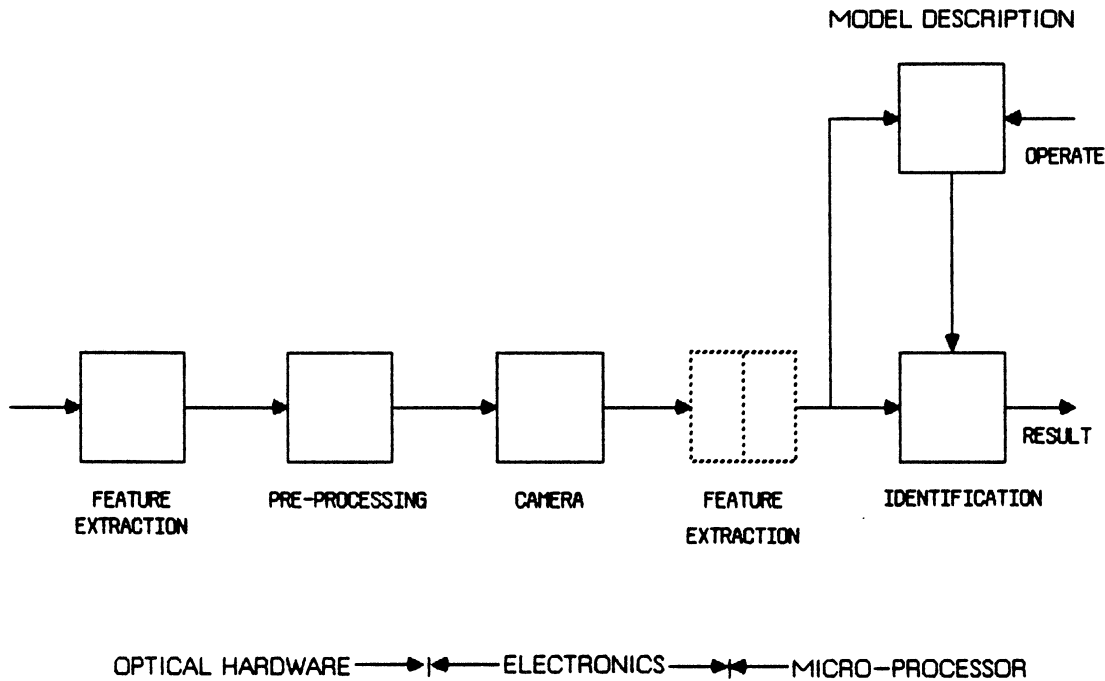 MODEL DESCRIPTION
OPERATE
RESULT
FEATURE
EXTRACTION
PRE-PROCESSING
CAMERA
FEATURE
EXTRACTION
IDENTIFICATION
OPTICAL HARDWARE ELECTRONICS MICRO-PROCESSOR